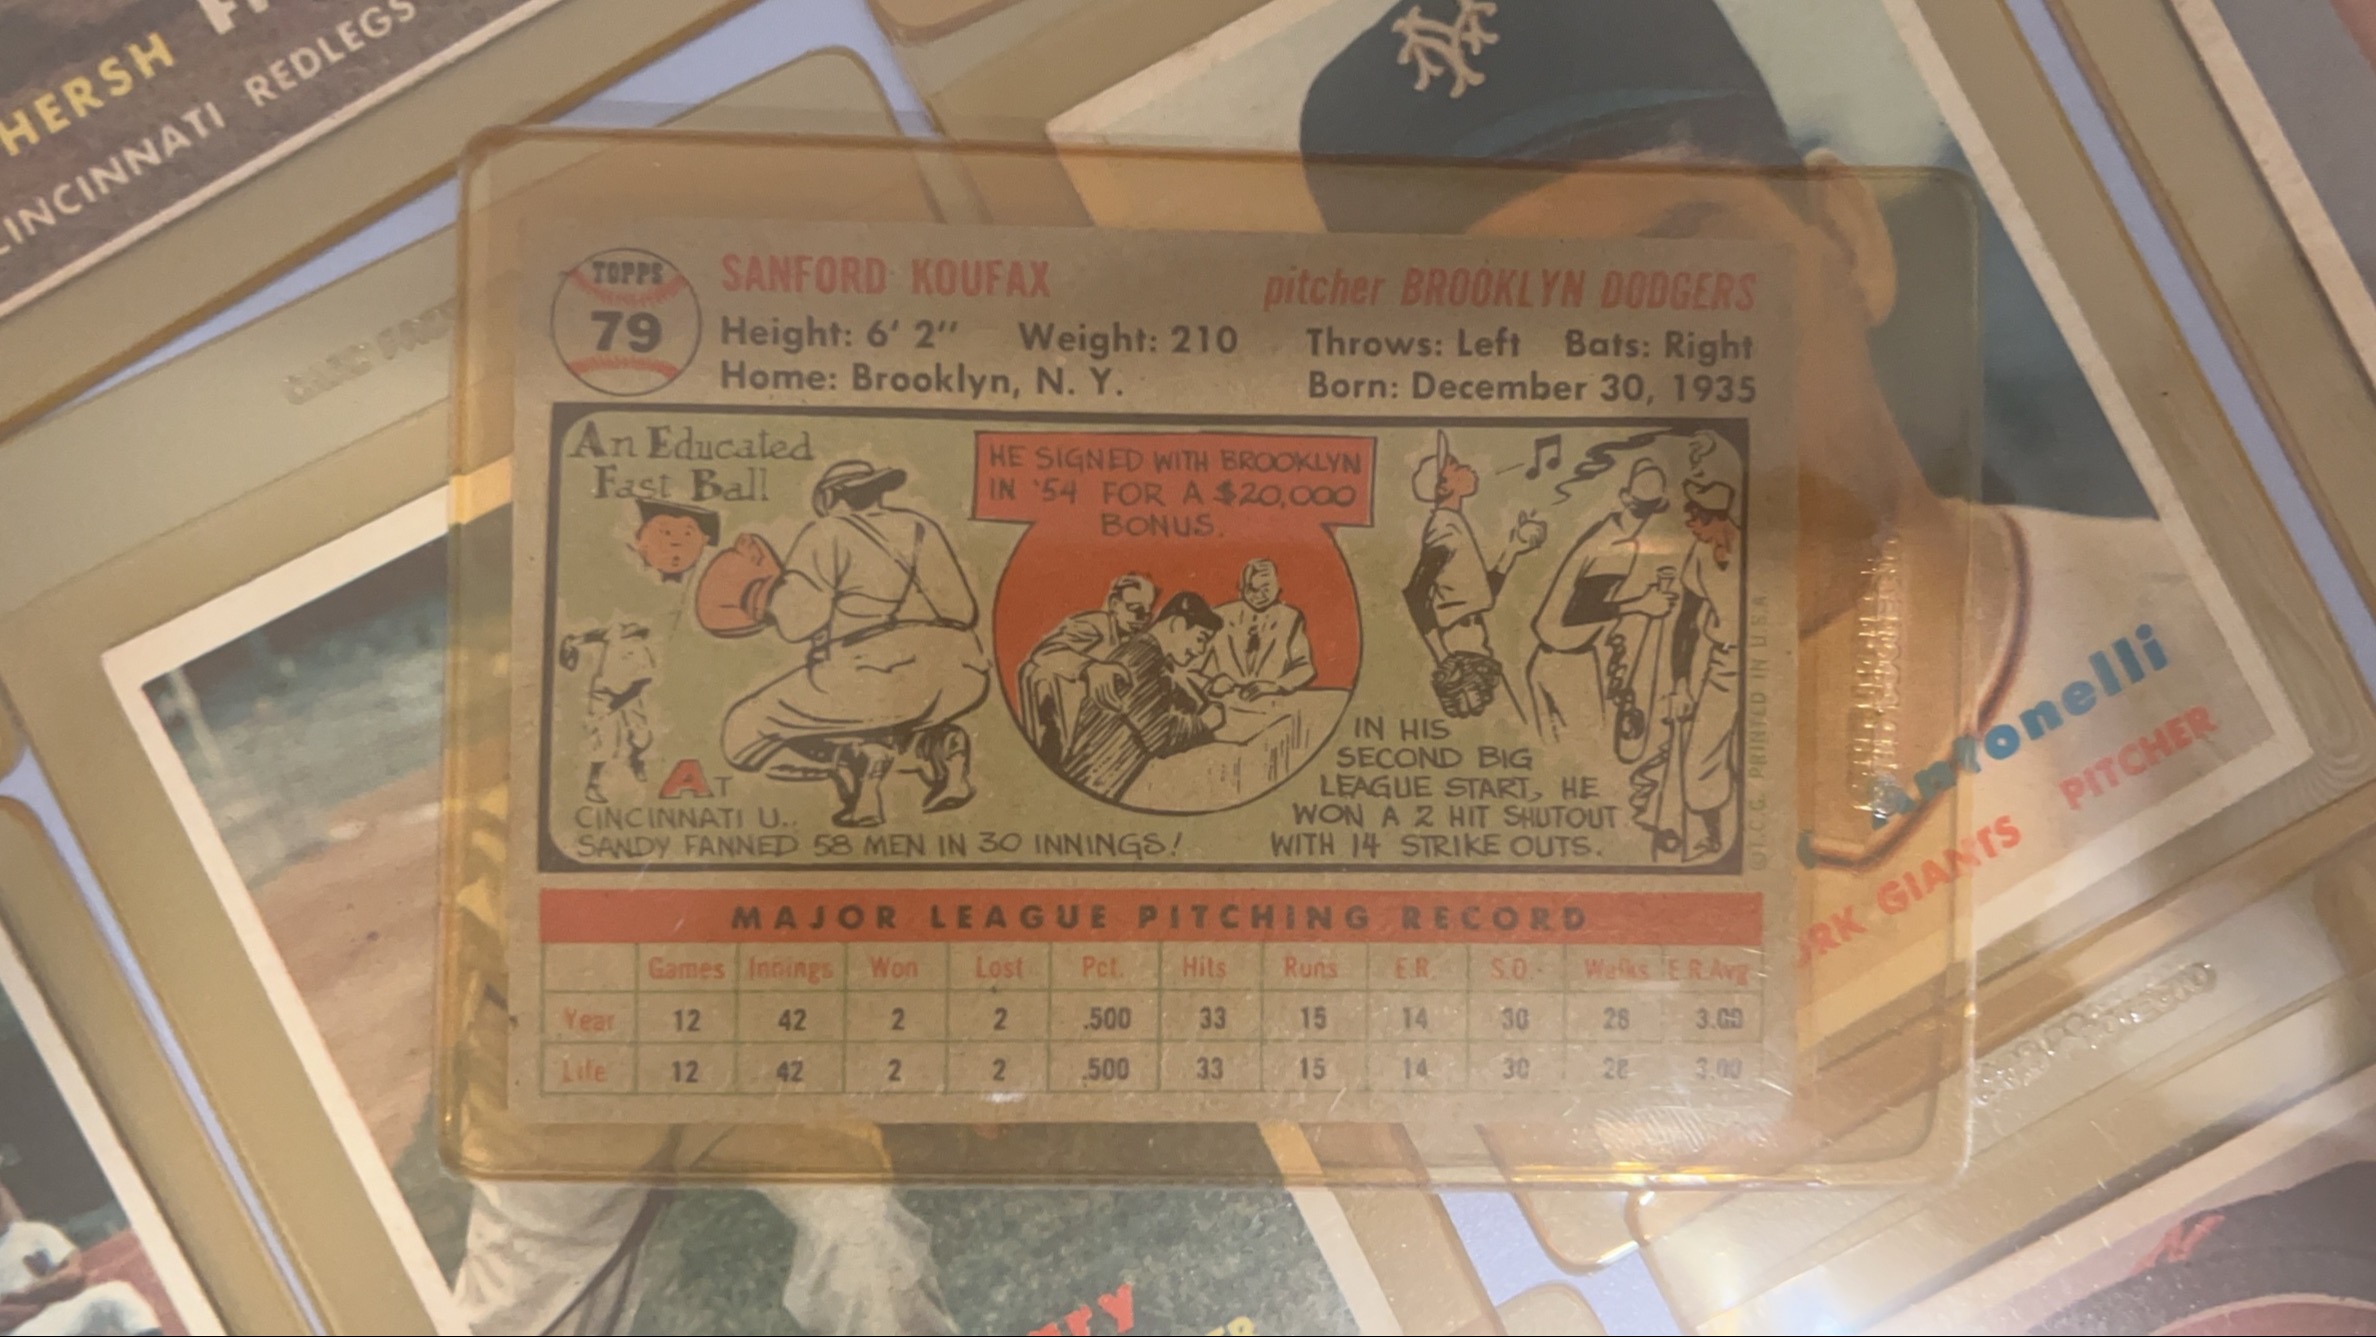 HERSH
CINCINNATI REDLEGS
NY
TOPPS
79
SANFORD KOUFAX
pitcher BROOKLYN DODGERS
Height: 6' 2" Weight: 210
Throws: Left Bats: Right
Home: Brooklyn, N. Y.
Born: December 30, 1935
An Educated
Fast Ball
HE SIGNED WITH BROOKLYN
IN '54 FOR A $20,000
BONUS.
AT
CINCINNATI U.,
SANDY FANNED 58 MEN IN 30 INNINGS!
IN HIS
SECOND BIG
LEAGUE START, HE
WON A 2 HIT SHUTOUT
WITH 14 STRIKE OUTS.
©T.C.G. PRINTED IN U.S.A.
MAJOR LEAGUE PITCHING RECORD
Games Innings Won Lost Pct. Hits Runs E.R. S.O. Walks E.R.Avg
Year 12 42 2 2 .500 33 15 14 30 28 3.00
Life 12 42 2 2 .500 33 15 14 30 28 3.00
Antonelli
ORK GIANTS PITCHER